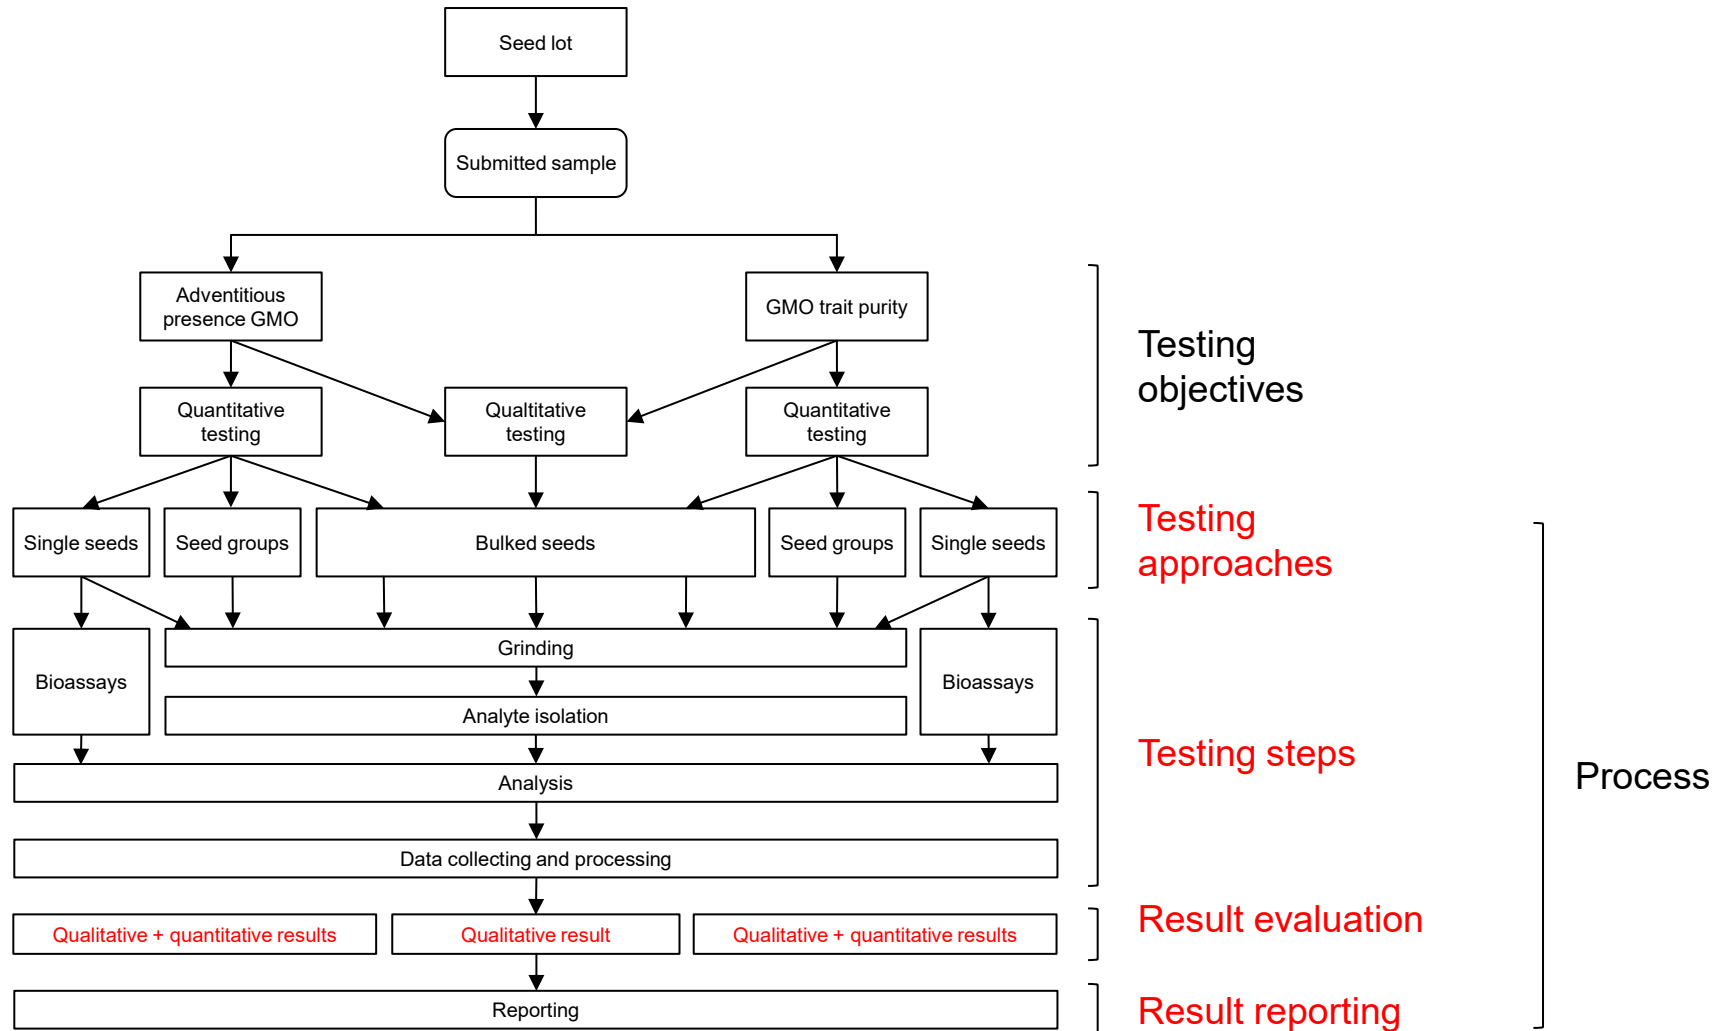 Seed lot
Submitted sample
Adventitious
presence GMO
GMO trait purity
Testing
objectives
Quantitative
testing
Qualtitative
testing
Quantitative
testing
Single seeds
Seed groups
Bulked seeds
Seed groups
Single seeds
Testing
approaches
Bioassays
Grinding
Bioassays
Analyte isolation
Testing steps
Process
Analysis
Data collecting and processing
Qualitative + quantitative results
Qualitative result
Qualitative + quantitative results
Result evaluation
Reporting
Result reporting